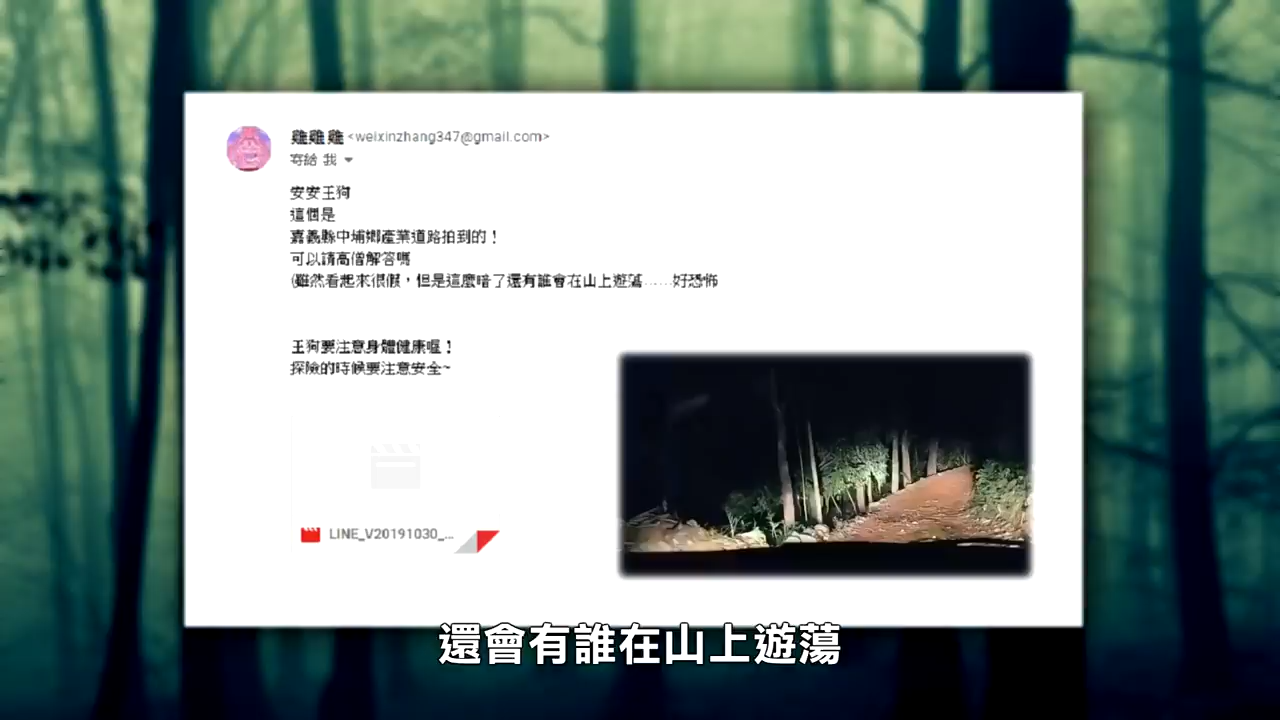 雞雞雞 <weixinzhang347@gmail.com>
寄給 我
安安王狗
這個是
嘉義縣中埔鄉產業道路拍到的！
可以請高僧解答嗎
(雖然看起來很假，但是這麼暗了還有誰會在山上遊蕩……好恐怖
王狗要注意身體健康喔！
探險的時候要注意安全~
LINE_V20191030_...
還會有誰在山上遊蕩